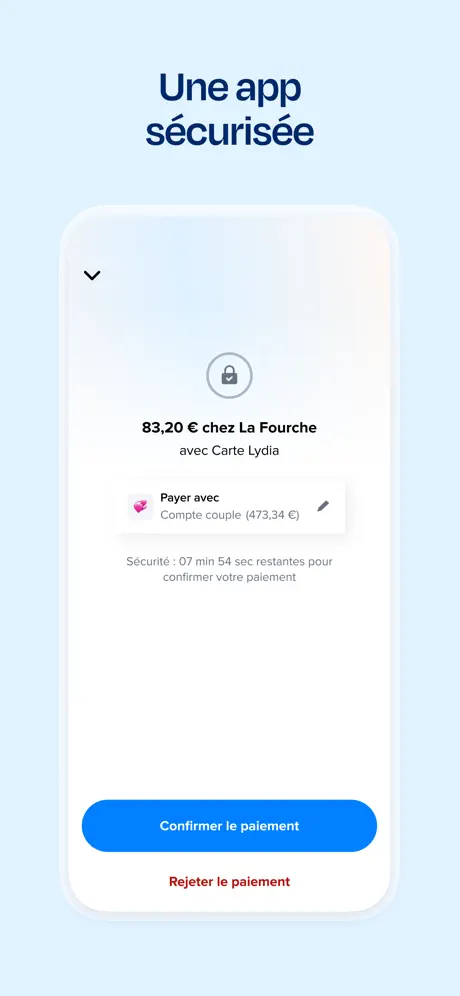 Une app
sécurisée
83,20 € chez La Fourche
avec Carte Lydia
Payer avec
Compte couple (473,34 €)
Sécurité : 07 min 54 sec restantes pour
confirmer votre paiement
Confirmer le paiement
Rejeter le paiement